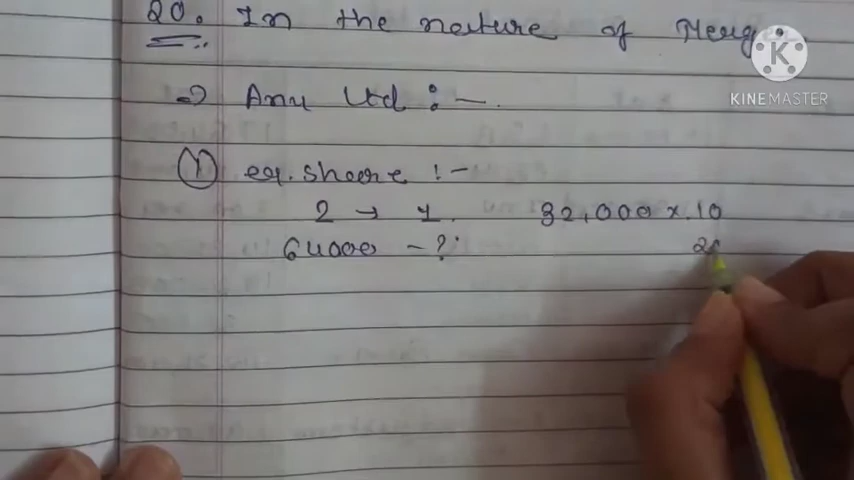 20. In the nature of Merg
KINEMASTER
=> Anu Ltd :-.
(1) eq. share :-
2 → 1. 32,000 x 10
64000 - ?